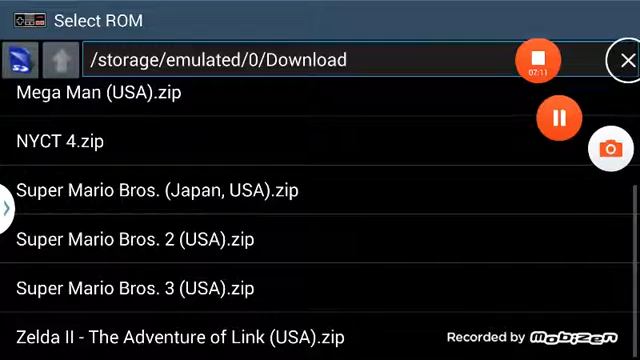 Select ROM
/storage/emulated/0/Download
07:11
Mega Man (USA).zip
NYCT 4.zip
Super Mario Bros. (Japan, USA).zip
Super Mario Bros. 2 (USA).zip
Super Mario Bros. 3 (USA).zip
Zelda II - The Adventure of Link (USA).zip
Recorded by Mobizen